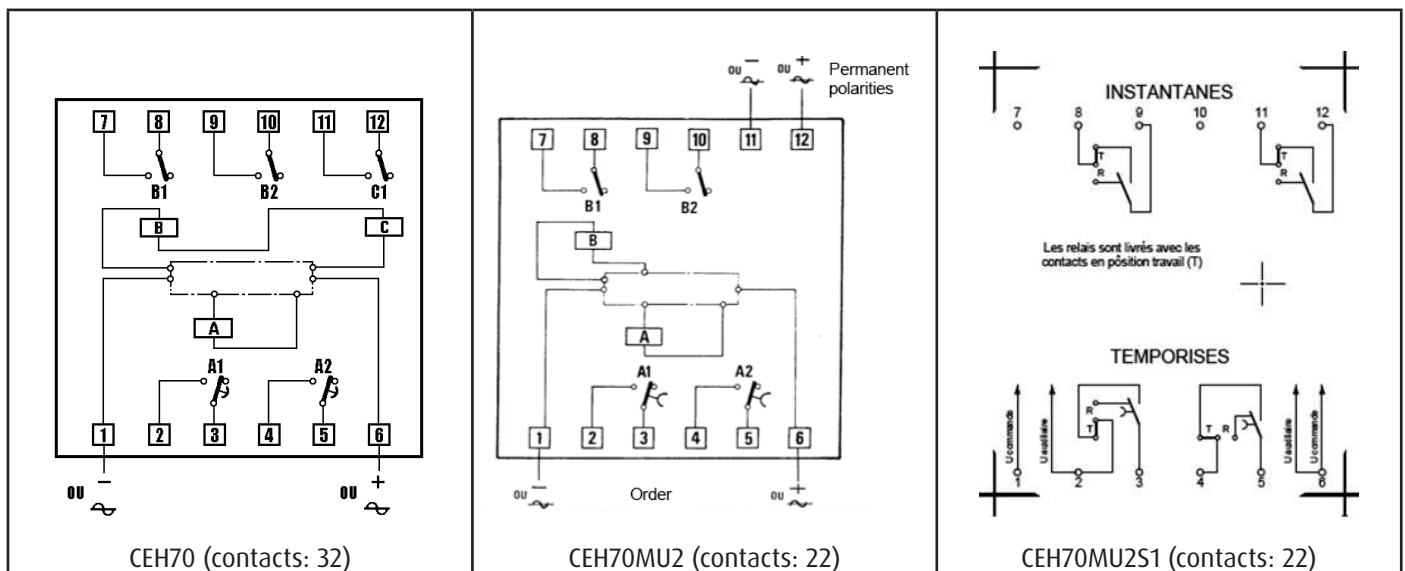 7 8 9 10 11 12
B1 B2 C1
B C
A
A1 A2
1 2 3 4 5 6
−
OU
+
OU
CEH70 (contacts: 32)
OU − OU + Permanent
polarities
7 8 9 10 11 12
B1 B2
B
A
A1 A2
1 2 3 4 5 6
OU − Order OU +
CEH70MU2 (contacts: 22)
INSTANTANES
7 8 9 10 11 12
T T
R R
Les relais sont livrés avec les
contacts en pôsition travail (T)
TEMPORISES
R
T T R
U commande
U auxiliaire
U auxiliaire
U commande
1 2 3 4 5 6
CEH70MU2S1 (contacts: 22)